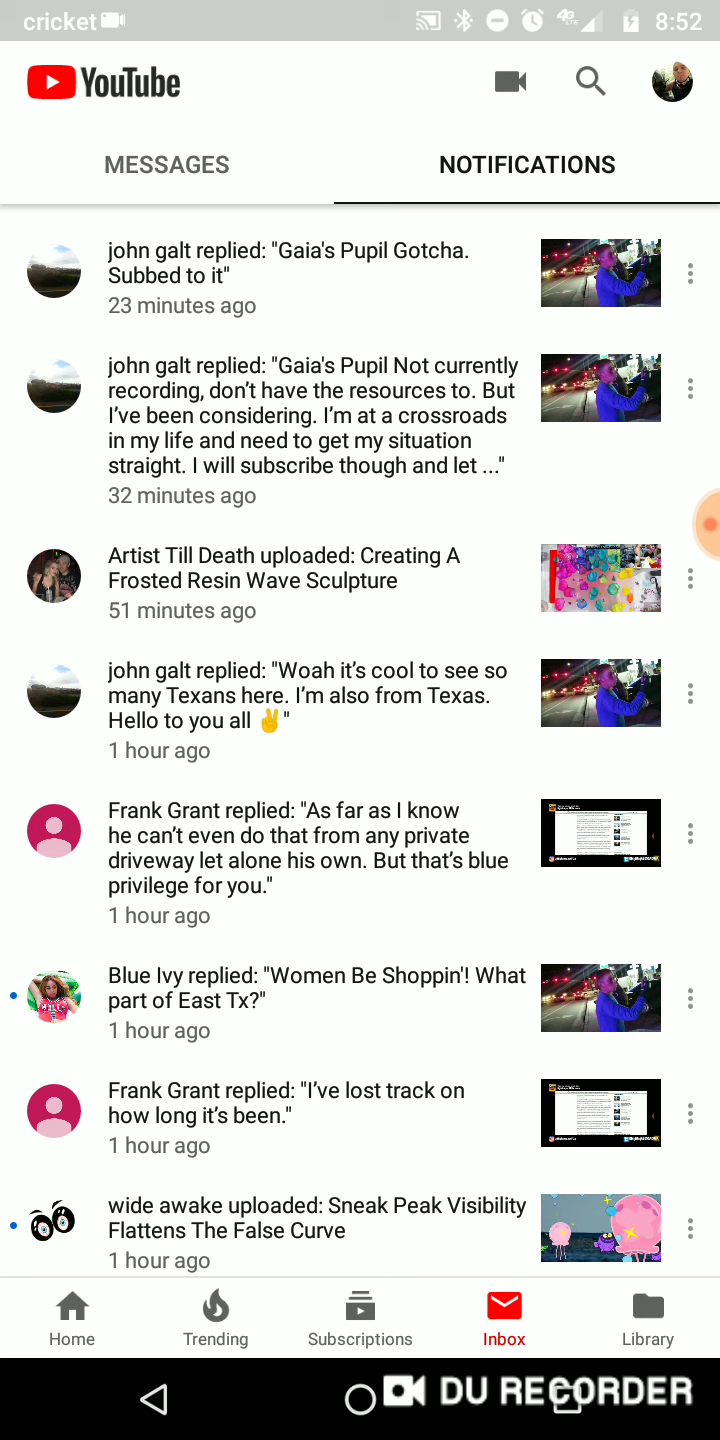 cricket 4G LTE 8:52
YouTube
MESSAGES NOTIFICATIONS
john galt replied: "Gaia's Pupil Gotcha.
Subbed to it"
23 minutes ago
john galt replied: "Gaia's Pupil Not currently
recording, don’t have the resources to. But
I’ve been considering. I’m at a crossroads
in my life and need to get my situation
straight. I will subscribe though and let ..."
32 minutes ago
Artist Till Death uploaded: Creating A
Frosted Resin Wave Sculpture
51 minutes ago
john galt replied: "Woah it’s cool to see so
many Texans here. I’m also from Texas.
Hello to you all ✌️"
1 hour ago
Frank Grant replied: "As far as I know
he can’t even do that from any private
driveway let alone his own. But that’s blue
privilege for you."
1 hour ago
Blue Ivy replied: "Women Be Shoppin'! What
part of East Tx?"
1 hour ago
Frank Grant replied: "I’ve lost track on
how long it’s been."
1 hour ago
wide awake uploaded: Sneak Peak Visibility
Flattens The False Curve
1 hour ago
Home Trending Subscriptions Inbox Library
DU RECORDER